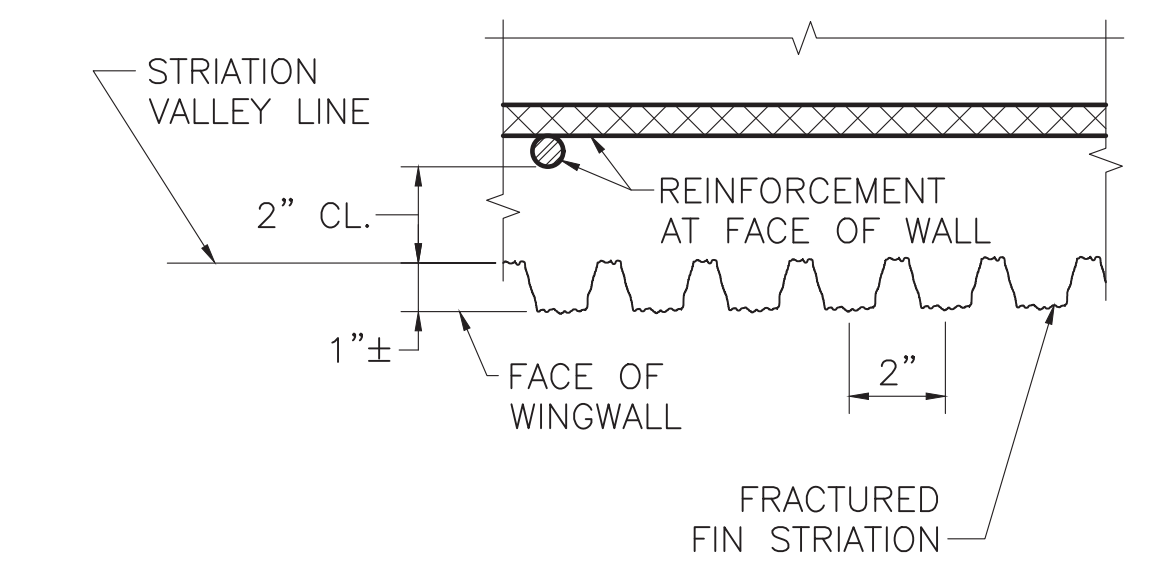 STRIATION
VALLEY LINE
2” CL.
REINFORCEMENT
AT FACE OF WALL
1”±
FACE OF
WINGWALL
2”
FRACTURED
FIN STRIATION